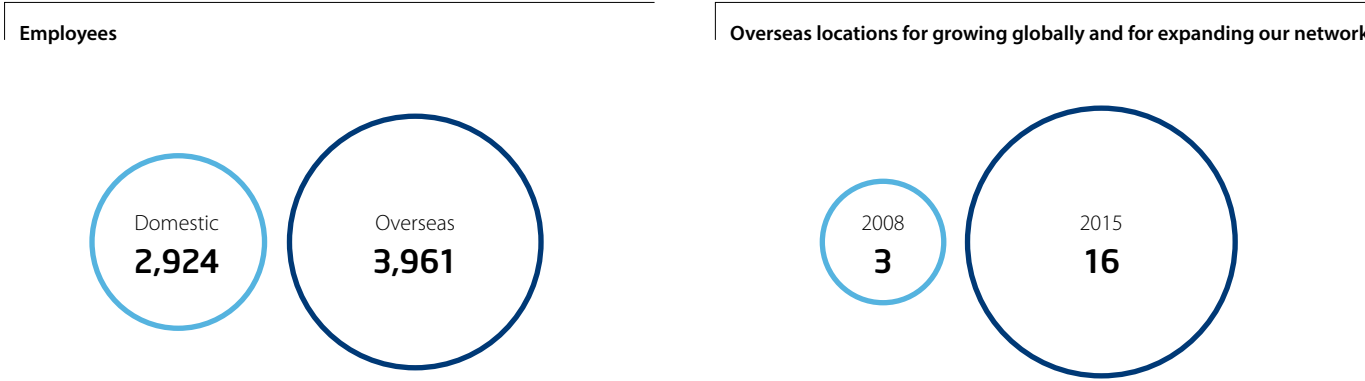 Employees
Domestic
2,924
Overseas
3,961
Overseas locations for growing globally and for expanding our network
2008
3
2015
16